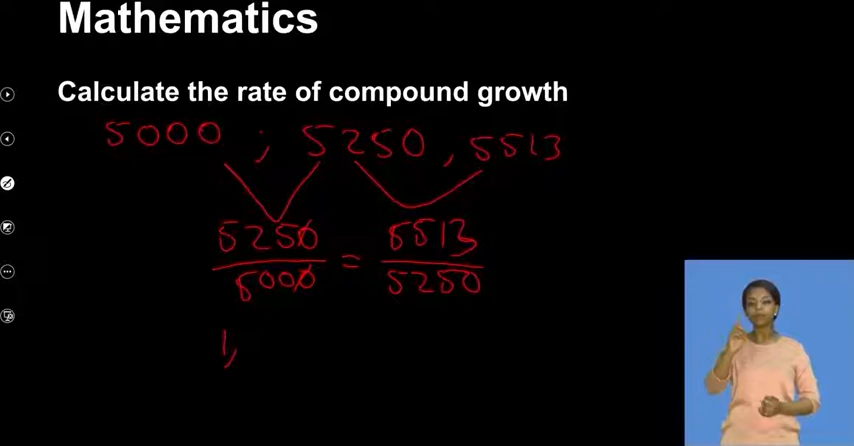 Mathematics
Calculate the rate of compound growth
5000 ; 5250 , 5513
5250 / 5000 = 5513 / 5250
1,